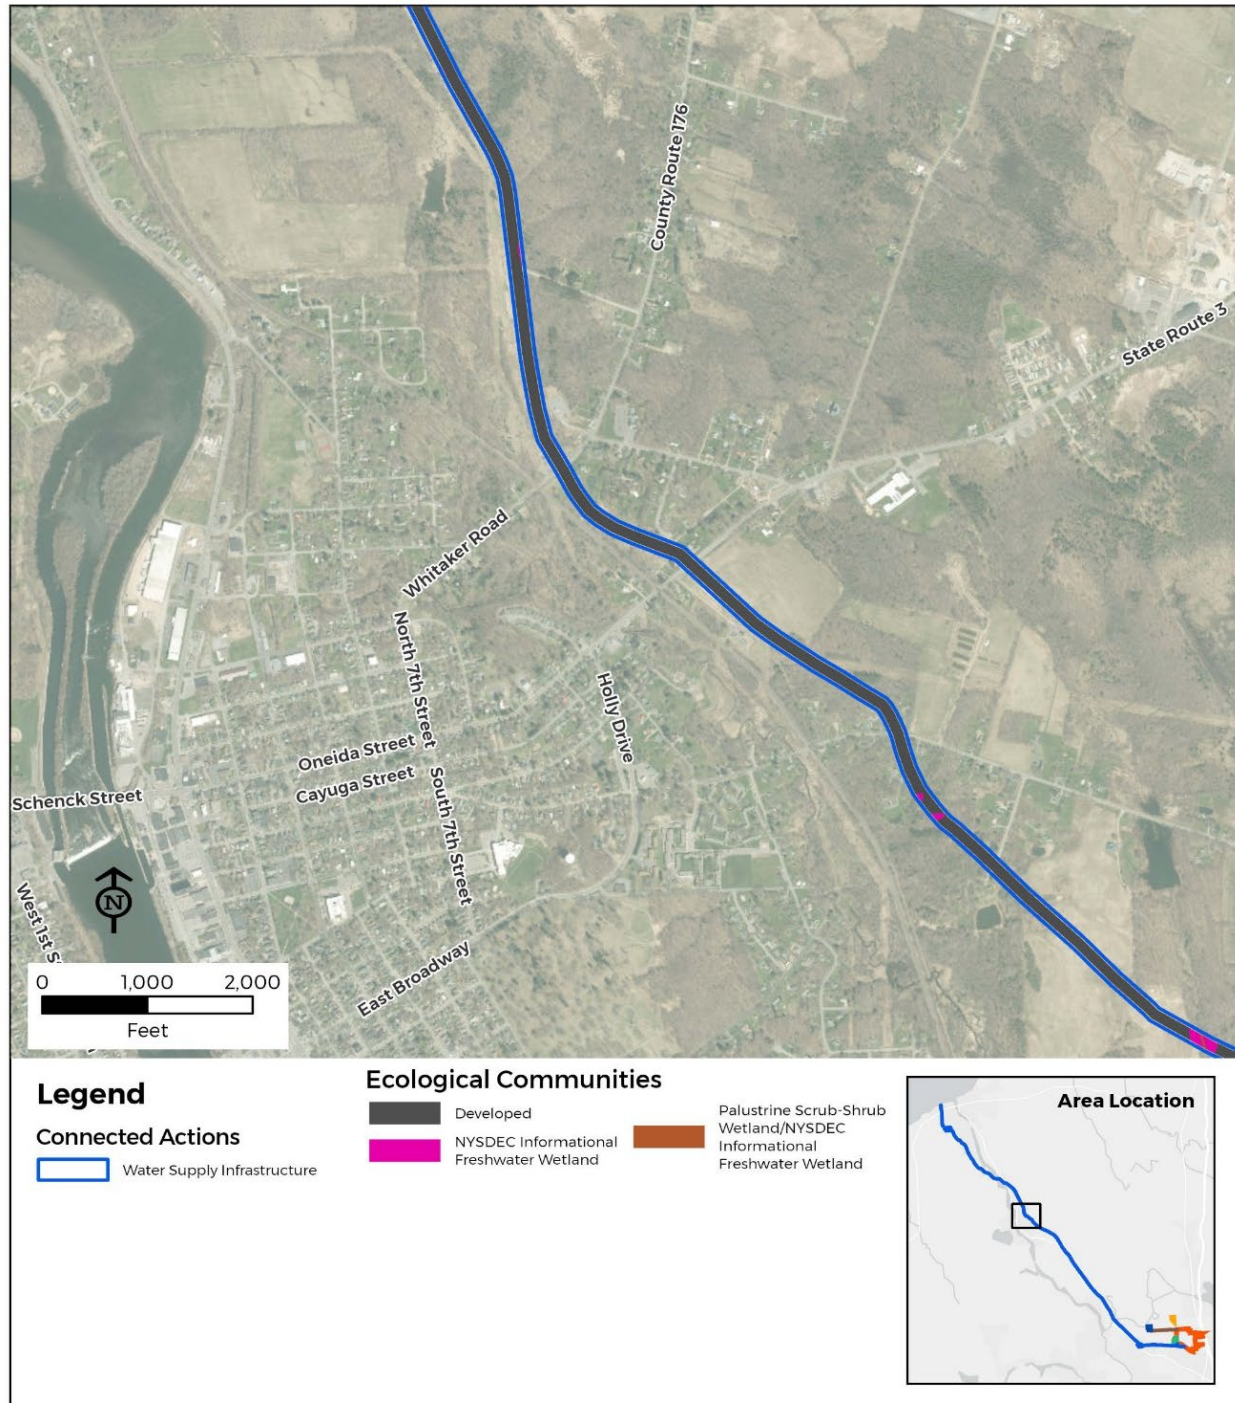 County Route 176
State Route 3
Whitaker Road
North 7th Street
Holly Drive
Oneida Street
Cayuga Street
South 7th Street
Schenck Street
N
West 1st S
East Broadway
0 1,000 2,000
Feet
Legend
Connected Actions
Water Supply Infrastructure
Ecological Communities
Developed
NYSDEC Informational
Freshwater Wetland
Palustrine Scrub-Shrub
Wetland/NYSDEC
Informational
Freshwater Wetland
Area Location